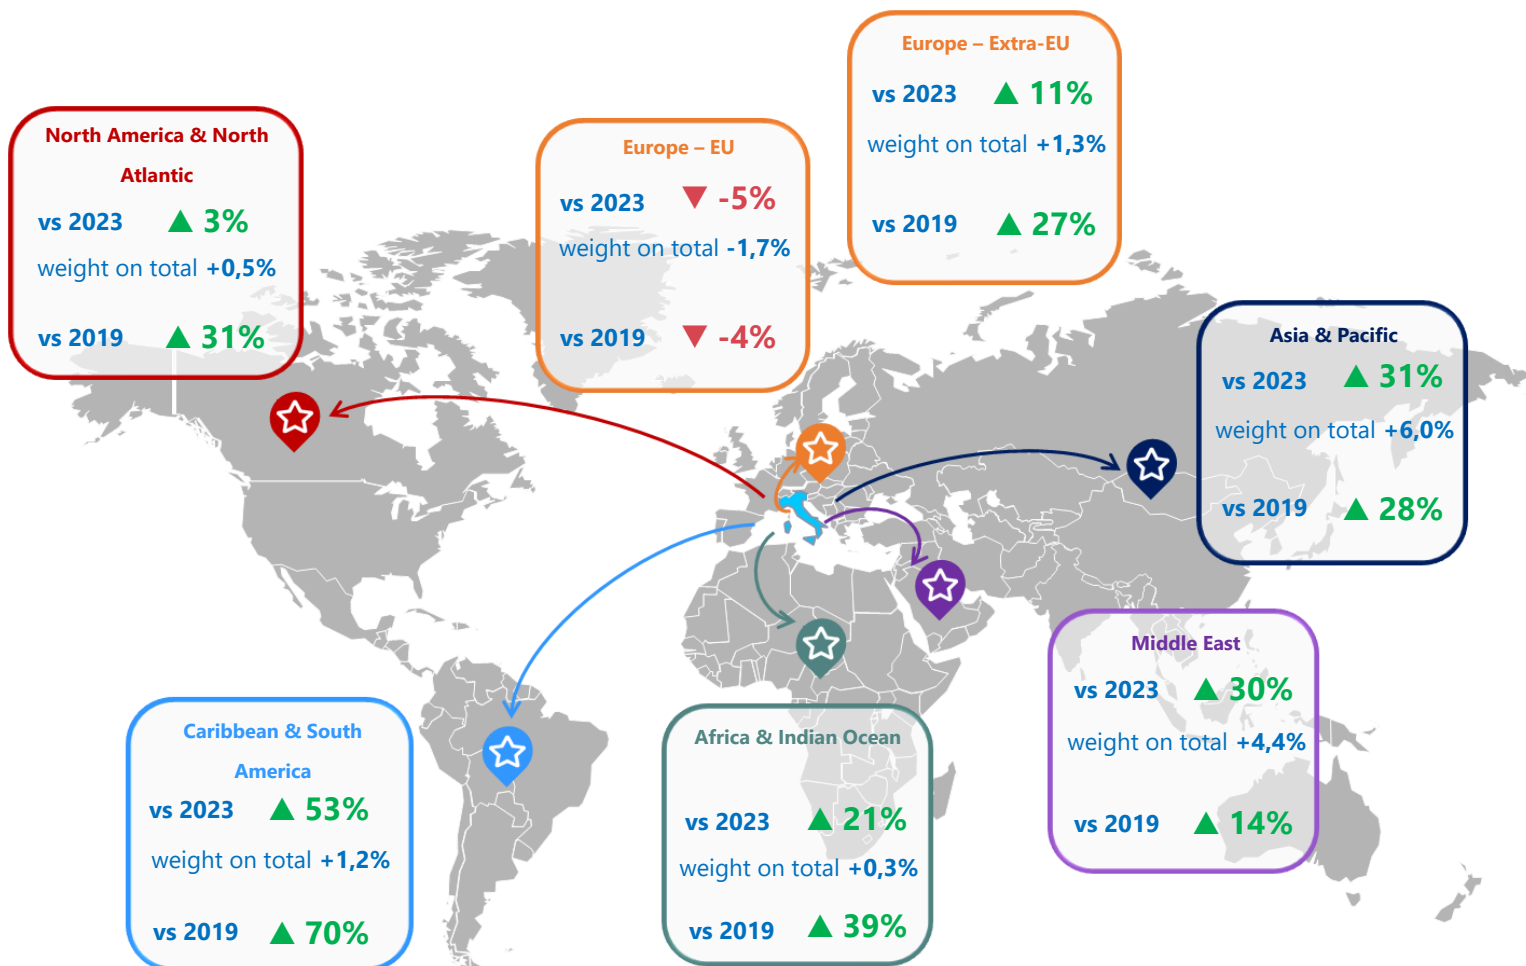 Europe – Extra-EU
vs 2023 ▲ 11%
weight on total +1,3%
vs 2019 ▲ 27%
North America & North
Atlantic
vs 2023 ▲ 3%
weight on total +0,5%
vs 2019 ▲ 31%
Europe – EU
vs 2023 ▼ -5%
weight on total -1,7%
vs 2019 ▼ -4%
Asia & Pacific
vs 2023 ▲ 31%
weight on total +6,0%
vs 2019 ▲ 28%
Middle East
vs 2023 ▲ 30%
weight on total +4,4%
vs 2019 ▲ 14%
Caribbean & South
America
vs 2023 ▲ 53%
weight on total +1,2%
vs 2019 ▲ 70%
Africa & Indian Ocean
vs 2023 ▲ 21%
weight on total +0,3%
vs 2019 ▲ 39%